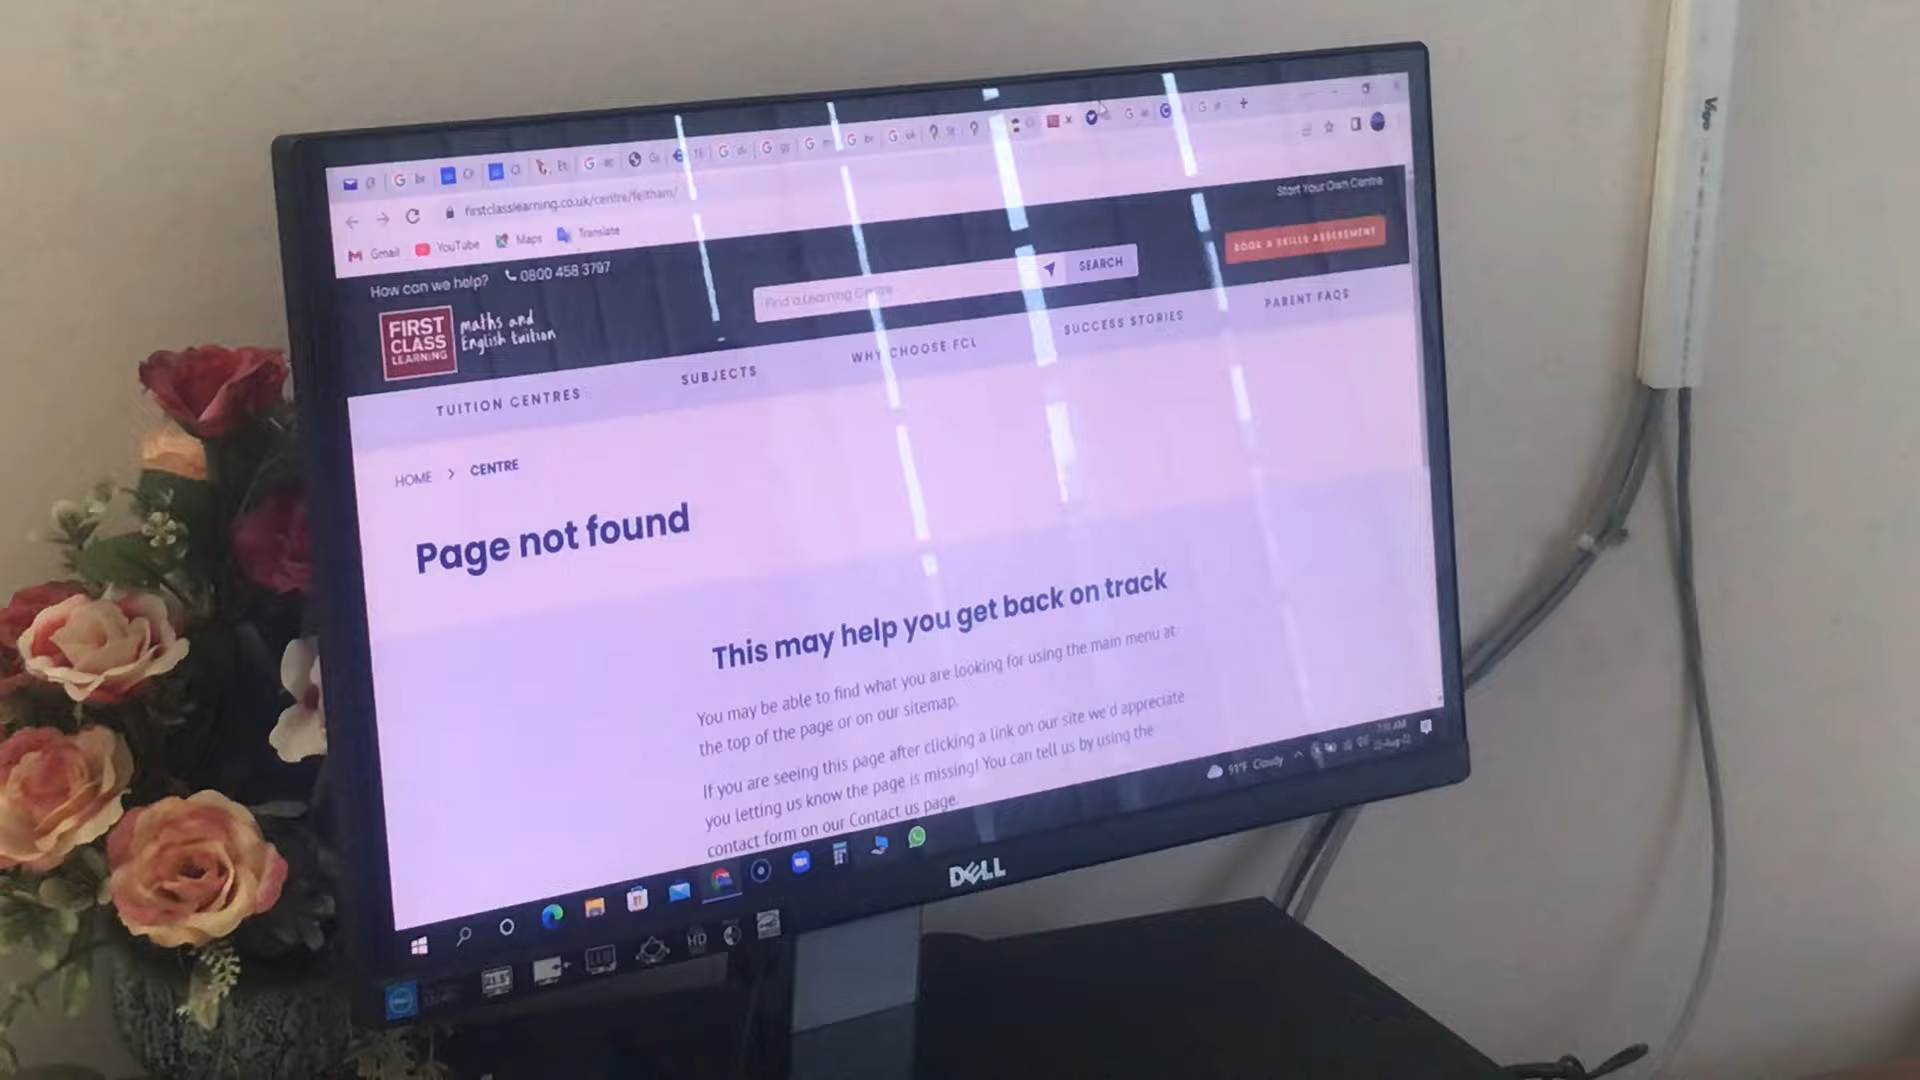 firstclasslearning.co.uk/centre/feltham/
Gmail YouTube Maps Translate
Start Your Own Centre
How can we help? 0800 458 3797
Find a Learning Centre SEARCH
BOOK A SKILLS ASSESSMENT
FIRST
CLASS
LEARNING
maths and
English tuition
TUITION CENTRES SUBJECTS WHY CHOOSE FCL SUCCESS STORIES PARENT FAQS
HOME > CENTRE
Page not found
This may help you get back on track
You may be able to find what you are looking for using the main menu at
the top of the page or on our sitemap.
If you are seeing this page after clicking a link on our site we'd appreciate
you letting us know the page is missing! You can tell us by using the
contact form on our Contact us page.
91°F Cloudy
DELL
HD
Vigo